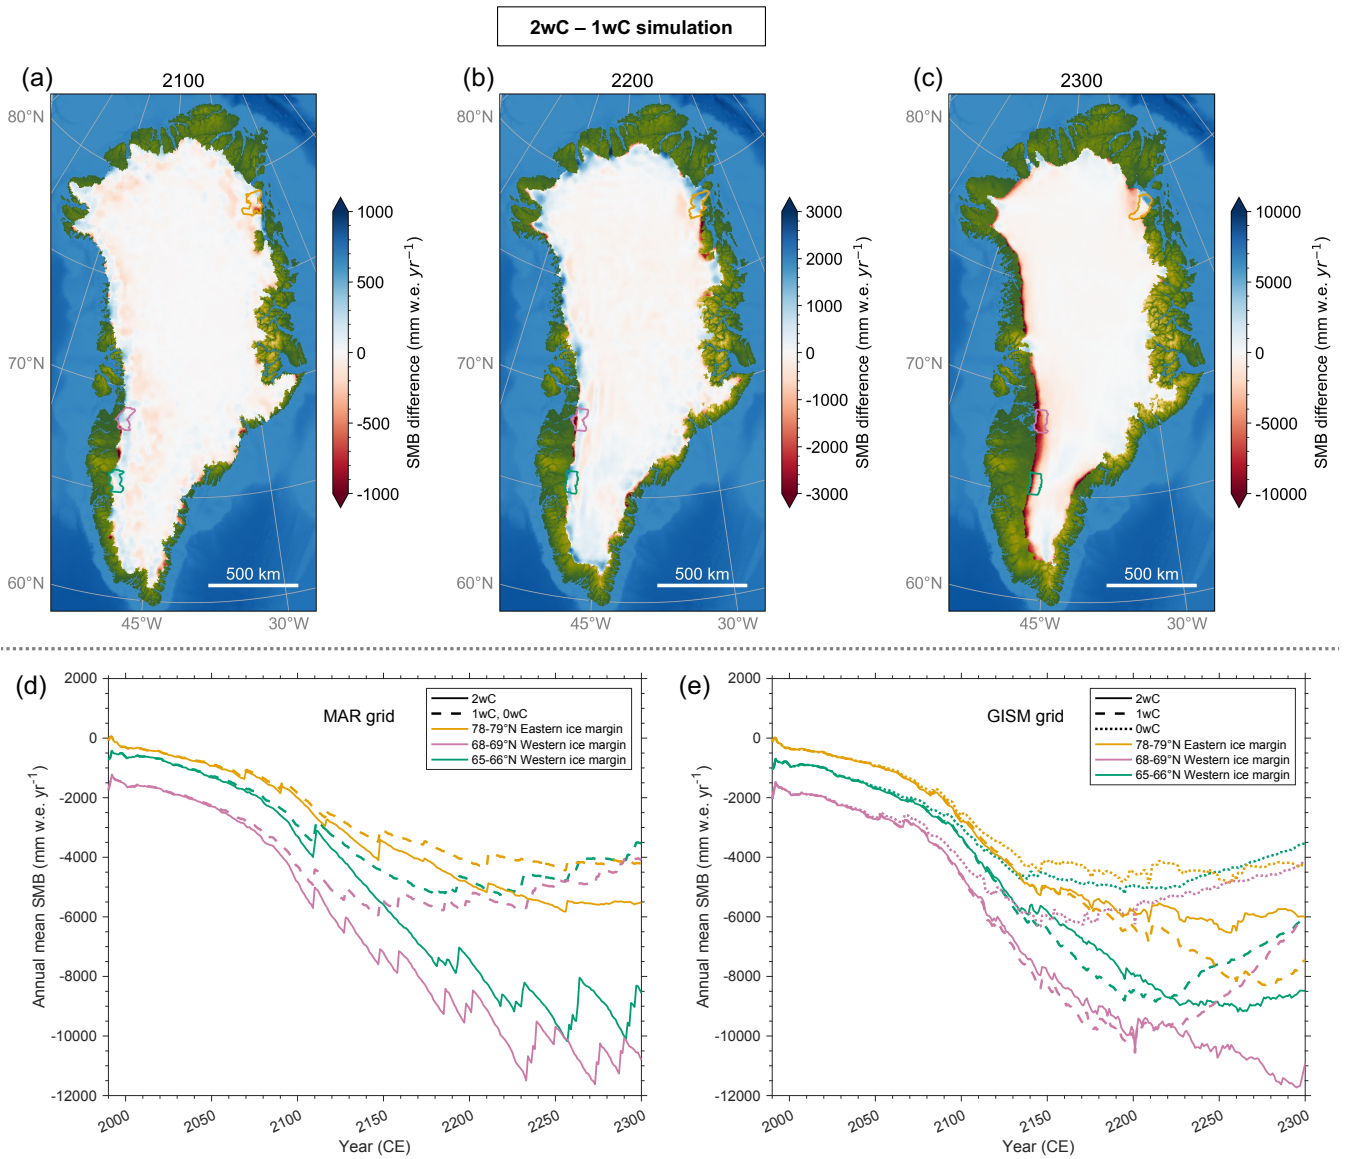 2wC – 1wC simulation
(a)
2100
80°N
70°N
60°N
45°W
30°W
500 km
1000
500
0
-500
-1000
SMB difference (mm w.e. yr⁻¹)
(b)
2200
80°N
70°N
60°N
45°W
30°W
500 km
3000
2000
1000
0
-1000
-2000
-3000
SMB difference (mm w.e. yr⁻¹)
(c)
2300
80°N
70°N
60°N
45°W
30°W
500 km
10000
5000
0
-5000
-10000
SMB difference (mm w.e. yr⁻¹)
(d)
MAR grid
2wC
1wC, 0wC
78-79°N Eastern ice margin
68-69°N Western ice margin
65-66°N Western ice margin
2000
0
-2000
-4000
-6000
-8000
-10000
-12000
Annual mean SMB (mm w.e. yr⁻¹)
2000
2050
2100
2150
2200
2250
2300
Year (CE)
(e)
GISM grid
2wC
1wC
0wC
78-79°N Eastern ice margin
68-69°N Western ice margin
65-66°N Western ice margin
2000
0
-2000
-4000
-6000
-8000
-10000
-12000
Annual mean SMB (mm w.e. yr⁻¹)
2000
2050
2100
2150
2200
2250
2300
Year (CE)